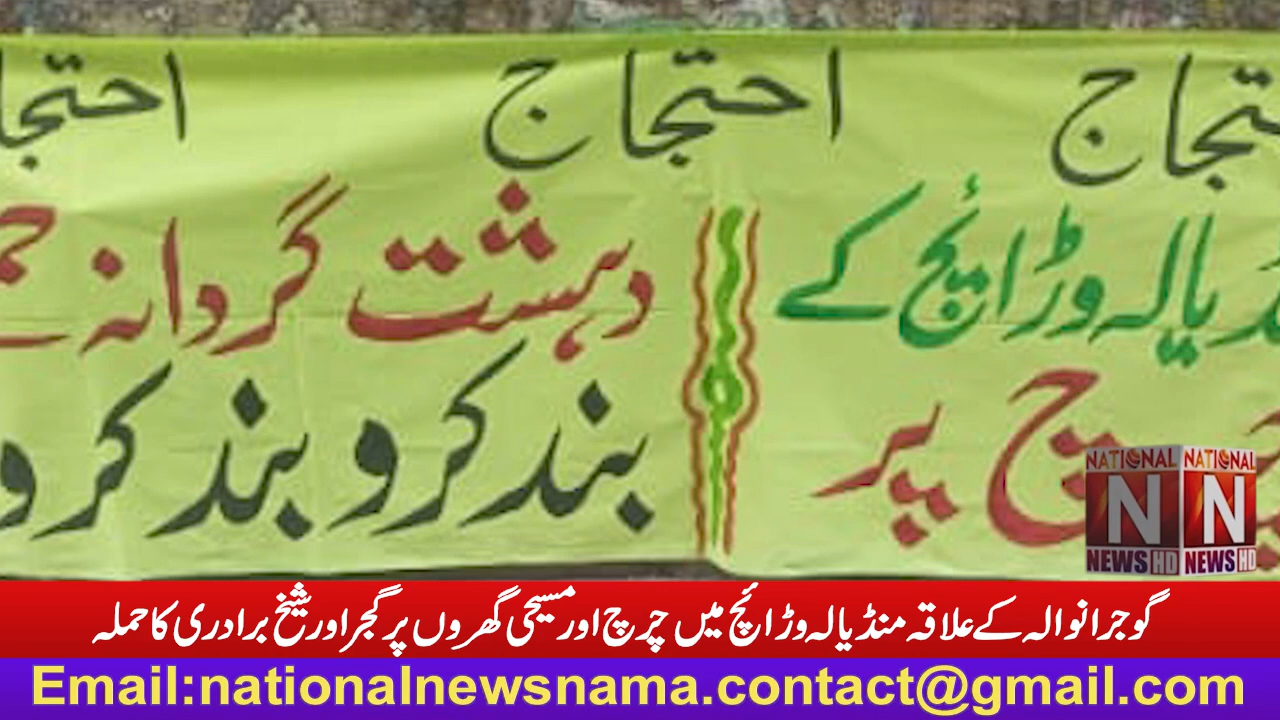 احتجاج احتجاج
منڈیالہ وڑائچ کے
چرچ پر
دہشت گردانہ
بند کرو بند کرو
NATIONAL NATIONAL
N N
NEWS HD NEWS HD
گوجرانوالہ کے علاقہ منڈیالہ وڑائچ میں چرچ اور مسیحی گھروں پر گجر اور شیخ برادری کا حملہ
Email:nationalnewsnama.contact@gmail.com